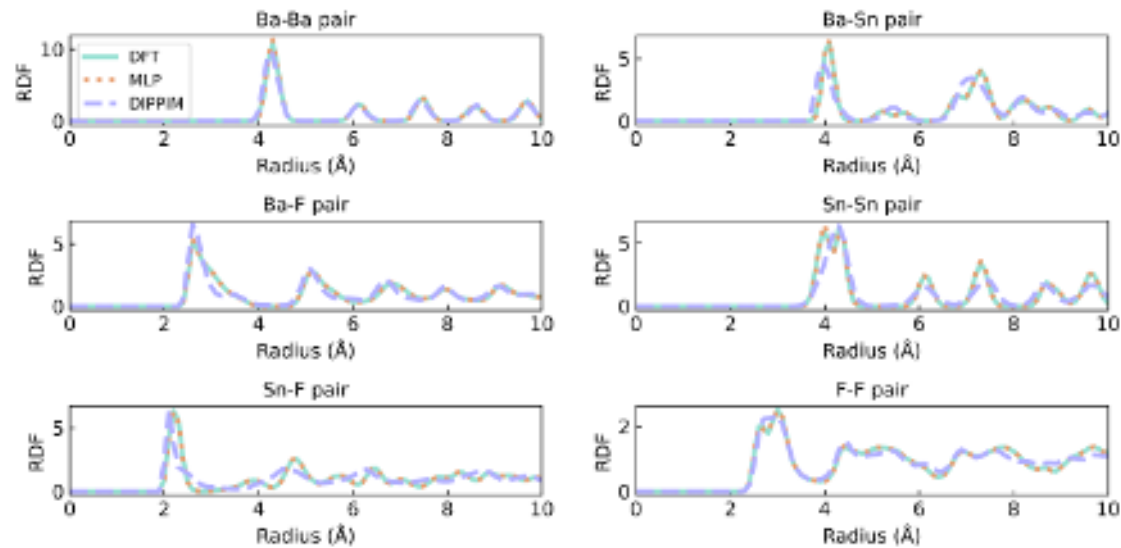 Ba-Ba pair
RDF
10
0
DFT
MLP
DIPPIM
0 2 4 6 8 10
Radius (Å)
Ba-Sn pair
RDF
5
0
0 2 4 6 8 10
Radius (Å)
Ba-F pair
RDF
5
0
0 2 4 6 8 10
Radius (Å)
Sn-Sn pair
RDF
5
0
0 2 4 6 8 10
Radius (Å)
Sn-F pair
RDF
5
0
0 2 4 6 8 10
Radius (Å)
F-F pair
RDF
2
0
0 2 4 6 8 10
Radius (Å)